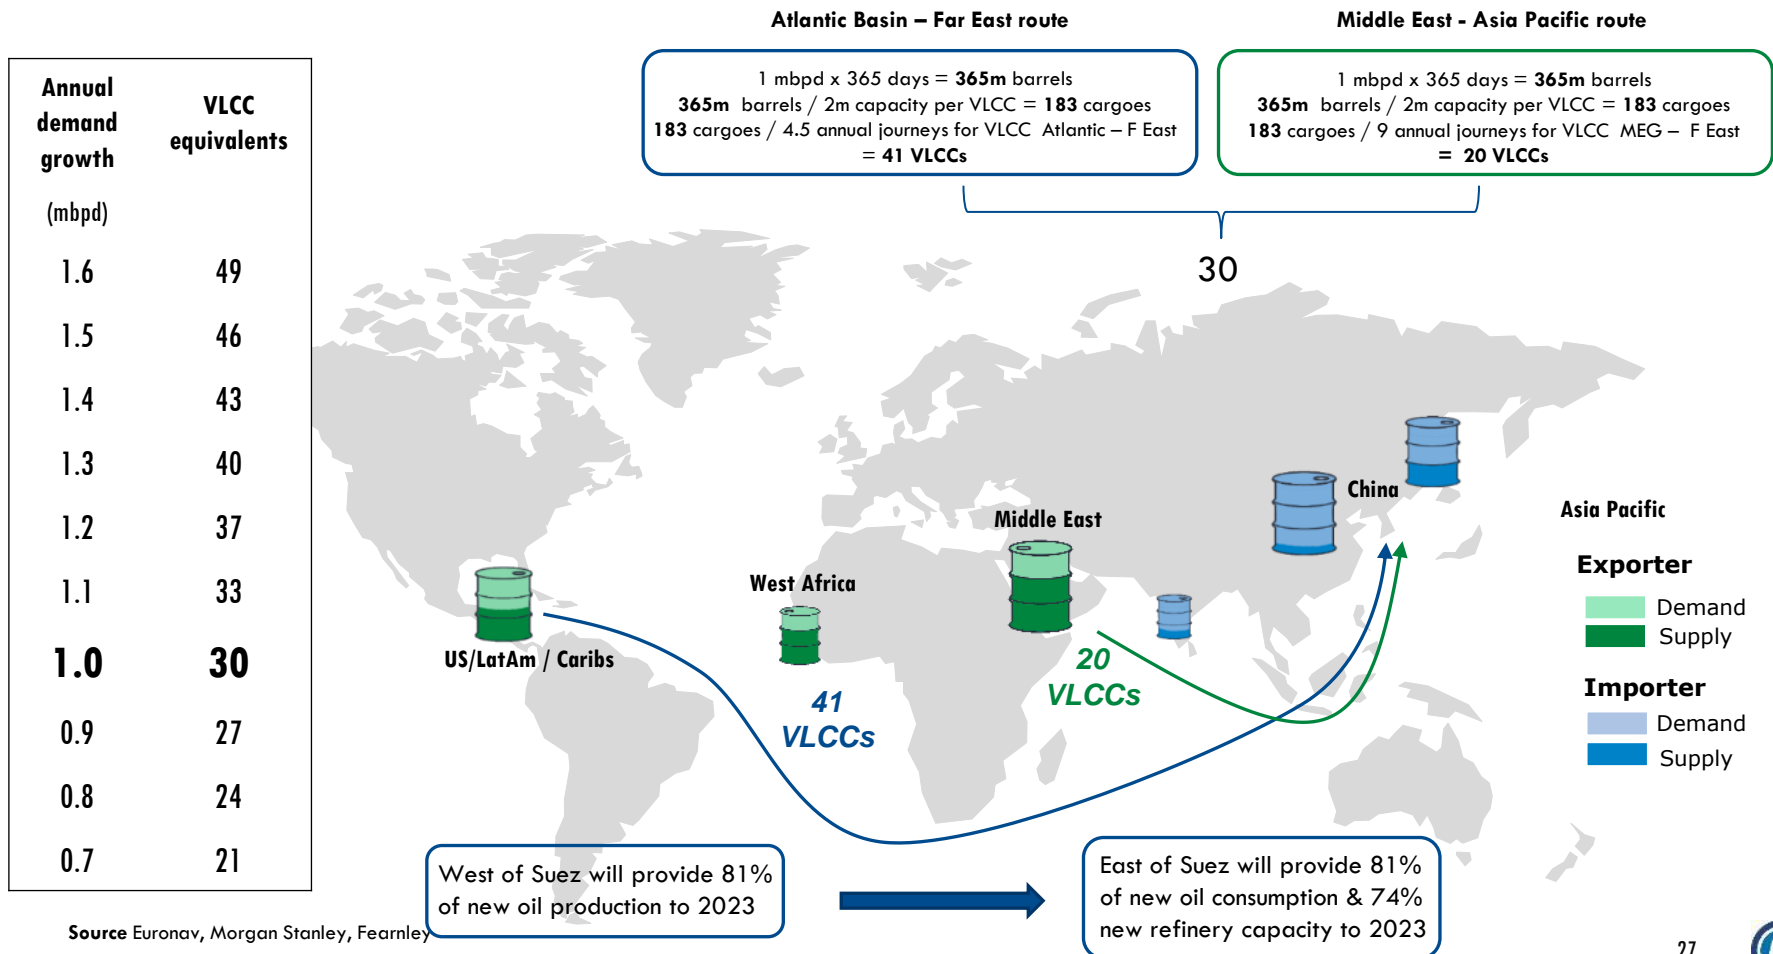 Atlantic Basin – Far East route
Middle East - Asia Pacific route
1 mbpd x 365 days = 365m barrels
365m barrels / 2m capacity per VLCC = 183 cargoes
183 cargoes / 4.5 annual journeys for VLCC Atlantic – F East
= 41 VLCCs
1 mbpd x 365 days = 365m barrels
365m barrels / 2m capacity per VLCC = 183 cargoes
183 cargoes / 9 annual journeys for VLCC MEG – F East
= 20 VLCCs
30
Annual
demand
growth
(mbpd)
VLCC
equivalents
1.6 49
1.5 46
1.4 43
1.3 40
1.2 37
1.1 33
1.0 30
0.9 27
0.8 24
0.7 21
China
Middle East
West Africa
US/LatAm / Caribs
41
VLCCs
20
VLCCs
Asia Pacific
Exporter
Demand
Supply
Importer
Demand
Supply
West of Suez will provide 81%
of new oil production to 2023
East of Suez will provide 81%
of new oil consumption & 74%
new refinery capacity to 2023
Source Euronav, Morgan Stanley, Fearnley
27